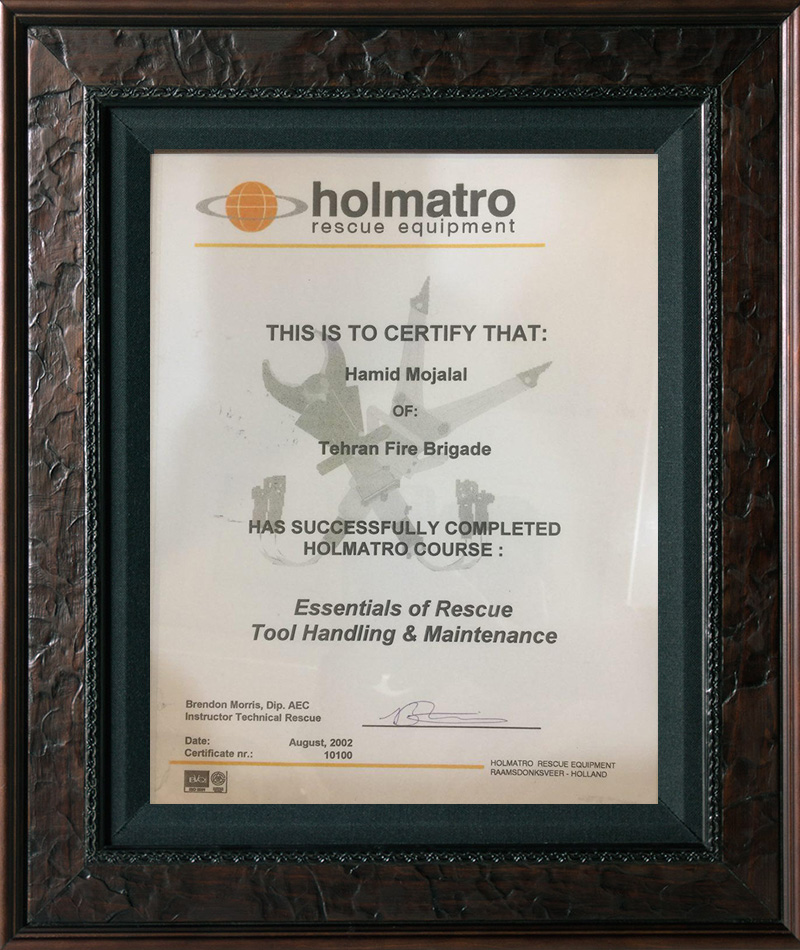 holmatro
rescue equipment
THIS IS TO CERTIFY THAT:
Hamid Mojalal
OF:
Tehran Fire Brigade
HAS SUCCESSFULLY COMPLETED
HOLMATRO COURSE :
Essentials of Rescue
Tool Handling & Maintenance
Brendon Morris, Dip. AEC
Instructor Technical Rescue
Date: August, 2002
Certificate nr.: 10100
HOLMATRO RESCUE EQUIPMENT
RAAMSDONKSVEER - HOLLAND